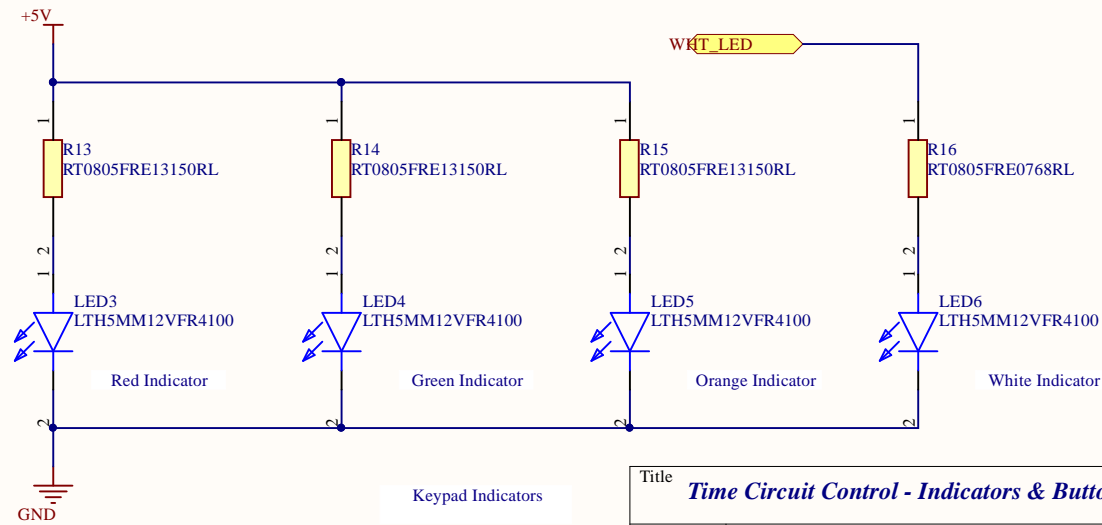 +5V
WHT_LED
1
1
1
1
R13
RT0805FRE13150RL
R14
RT0805FRE13150RL
R15
RT0805FRE13150RL
R16
RT0805FRE0768RL
2
2
2
2
1
1
1
1
LED3
LTH5MM12VFR4100
LED4
LTH5MM12VFR4100
LED5
LTH5MM12VFR4100
LED6
LTH5MM12VFR4100
Red Indicator
Green Indicator
Orange Indicator
White Indicator
2
2
2
2
GND
Keypad Indicators
Title
Time Circuit Control - Indicators & Butto